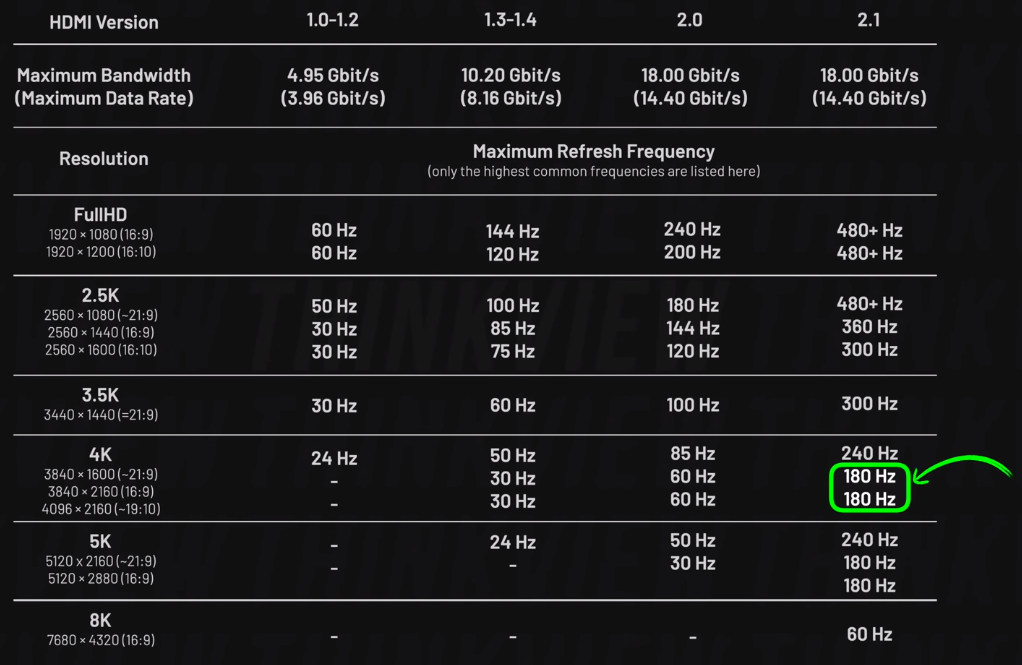 HDMI Version 1.0-1.2 1.3-1.4 2.0 2.1
Maximum Bandwidth 4.95 Gbit/s 10.20 Gbit/s 18.00 Gbit/s 18.00 Gbit/s
(Maximum Data Rate) (3.96 Gbit/s) (8.16 Gbit/s) (14.40 Gbit/s) (14.40 Gbit/s)
Resolution Maximum Refresh Frequency
(only the highest common frequencies are listed here)
FullHD
1920 × 1080 (16:9) 60 Hz 144 Hz 240 Hz 480+ Hz
1920 × 1200 (16:10) 60 Hz 120 Hz 200 Hz 480+ Hz
2.5K
2560 × 1080 (~21:9) 50 Hz 100 Hz 180 Hz 480+ Hz
2560 × 1440 (16:9) 30 Hz 85 Hz 144 Hz 360 Hz
2560 × 1600 (16:10) 30 Hz 75 Hz 120 Hz 300 Hz
3.5K
3440 × 1440 (=21:9) 30 Hz 60 Hz 100 Hz 300 Hz
4K
3840 × 1600 (~21:9) 24 Hz 50 Hz 85 Hz 240 Hz
3840 × 2160 (16:9) - 30 Hz 60 Hz 180 Hz
4096 × 2160 (~19:10) - 30 Hz 60 Hz 180 Hz
5K
5120 x 2160 (~21:9) - 24 Hz 50 Hz 240 Hz
5120 × 2880 (16:9) - - 30 Hz 180 Hz
180 Hz
8K
7680 × 4320 (16:9) - - - 60 Hz
THINKVIEW